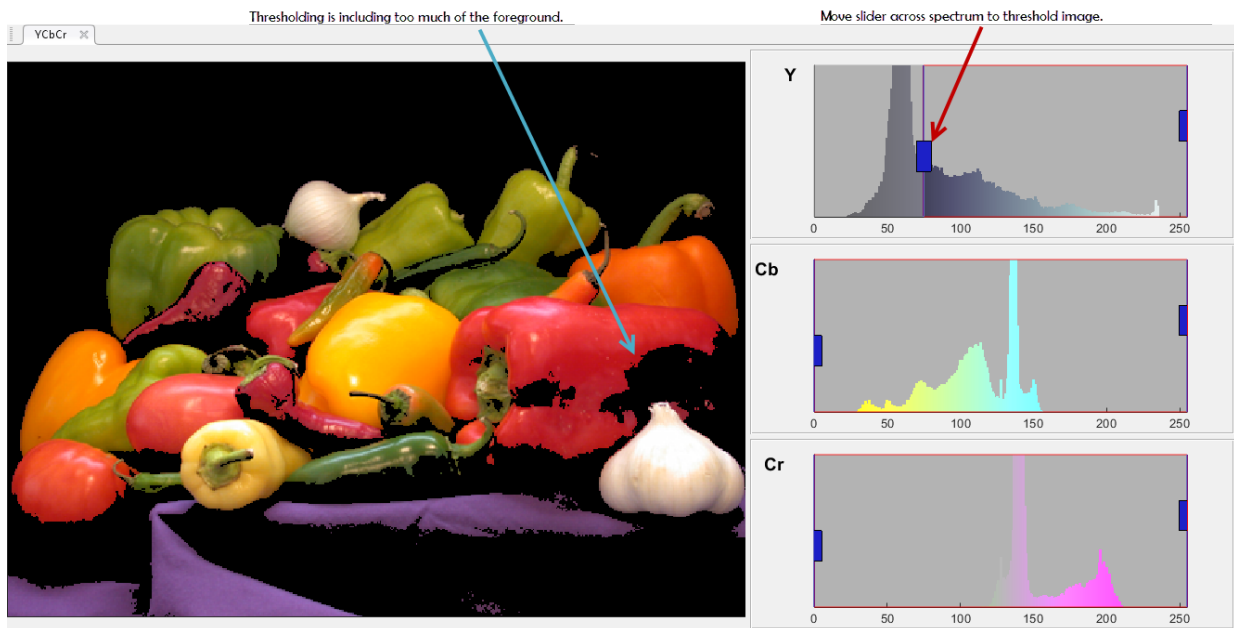 Thresholding is including too much of the foreground.
Move slider across spectrum to threshold image.
YCbCr
Y
0 50 100 150 200 250
Cb
0 50 100 150 200 250
Cr
0 50 100 150 200 250